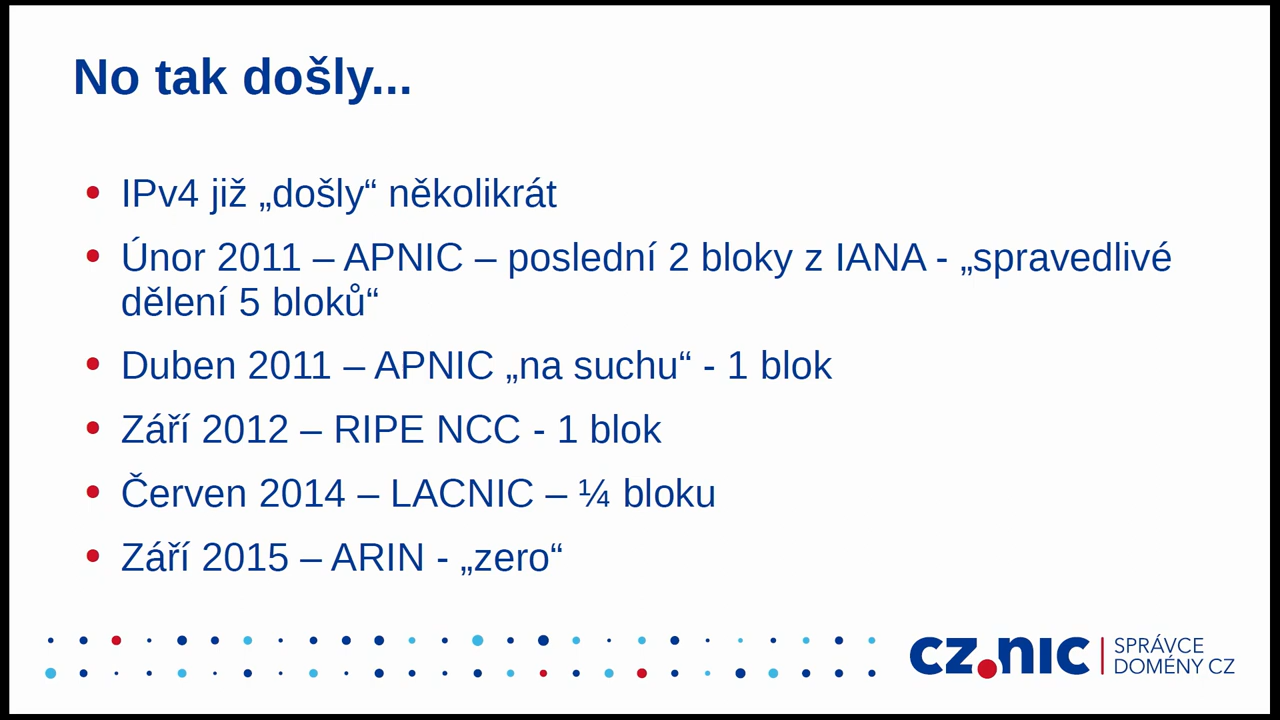 No tak došly...
• IPv4 již „došly“ několikrát
• Únor 2011 – APNIC – poslední 2 bloky z IANA - „spravedlivé
dělení 5 bloků“
• Duben 2011 – APNIC „na suchu“ - 1 blok
• Září 2012 – RIPE NCC - 1 blok
• Červen 2014 – LACNIC – ¼ bloku
• Září 2015 – ARIN - „zero“
CZ.NIC | SPRÁVCE
DOMÉNY CZ